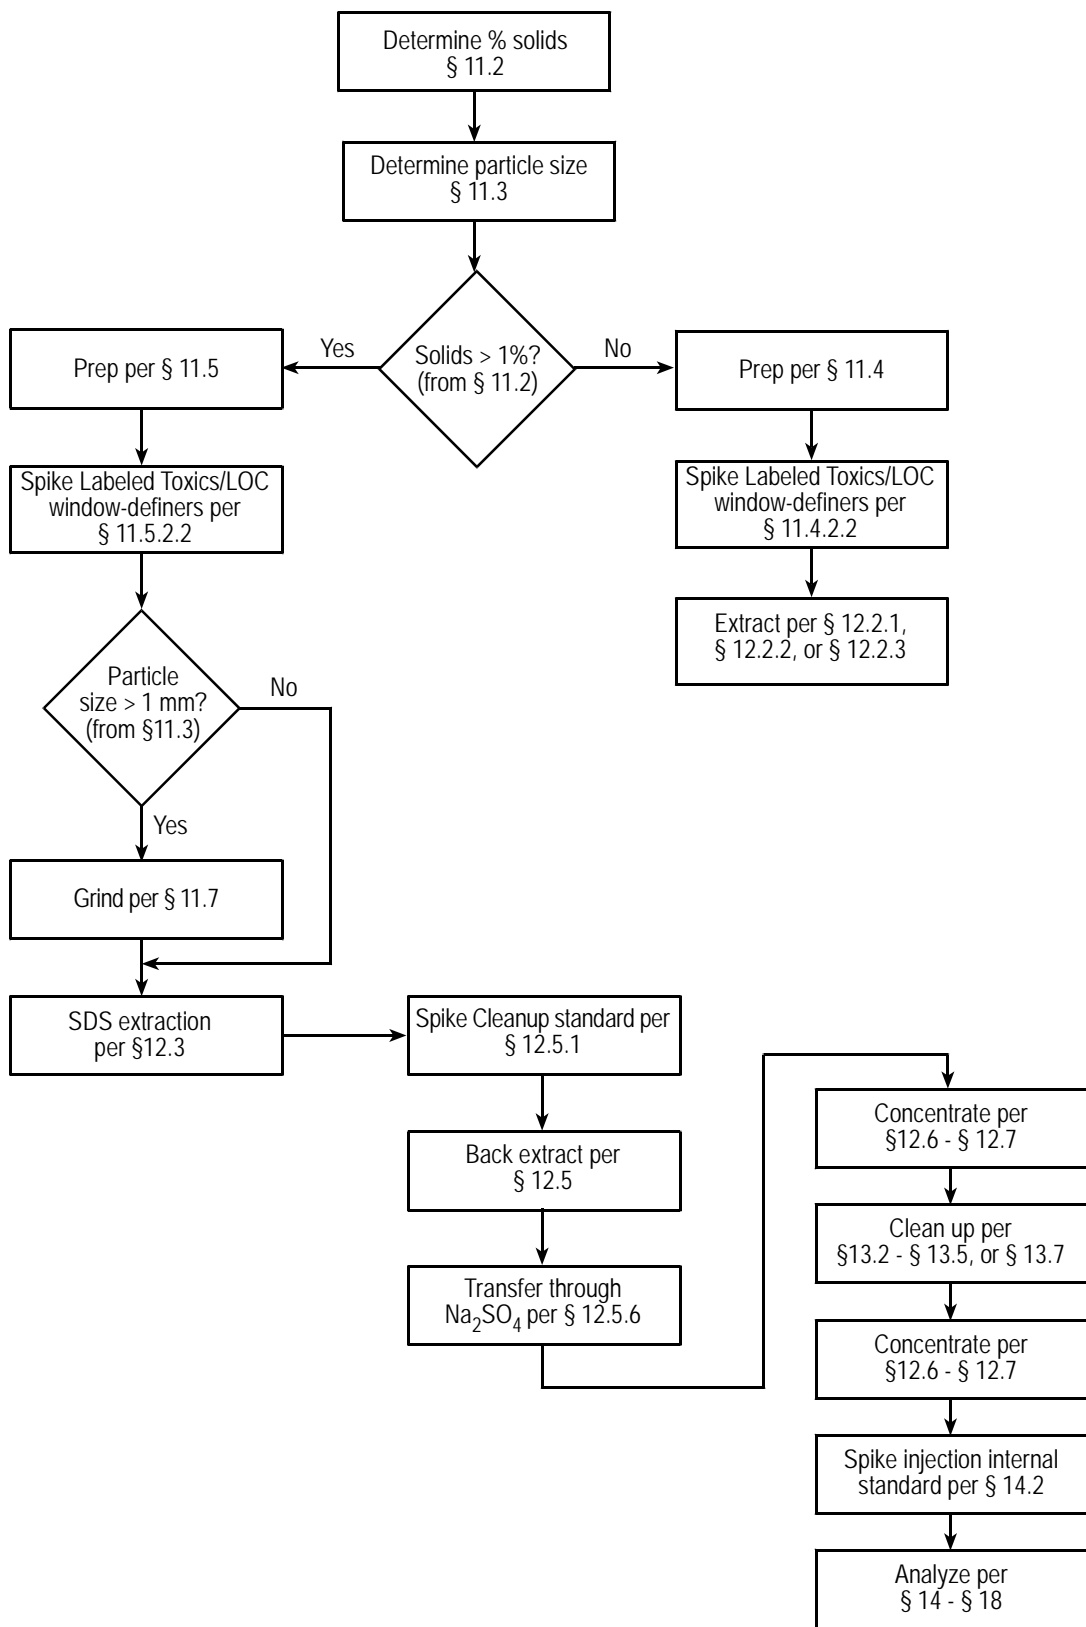 Determine % solids
§ 11.2
Determine particle size
§ 11.3
Solids > 1%?
(from § 11.2)
Yes
No
Prep per § 11.5
Prep per § 11.4
Spike Labeled Toxics/LOC
window-definers per
§ 11.5.2.2
Spike Labeled Toxics/LOC
window-definers per
§ 11.4.2.2
Extract per § 12.2.1,
§ 12.2.2, or § 12.2.3
Particle
size > 1 mm?
(from §11.3)
No
Yes
Grind per § 11.7
SDS extraction
per §12.3
Spike Cleanup standard per
§ 12.5.1
Back extract per
§ 12.5
Transfer through
Na₂SO₄ per § 12.5.6
Concentrate per
§12.6 - § 12.7
Clean up per
§13.2 - § 13.5, or § 13.7
Concentrate per
§12.6 - § 12.7
Spike injection internal
standard per § 14.2
Analyze per
§ 14 - § 18